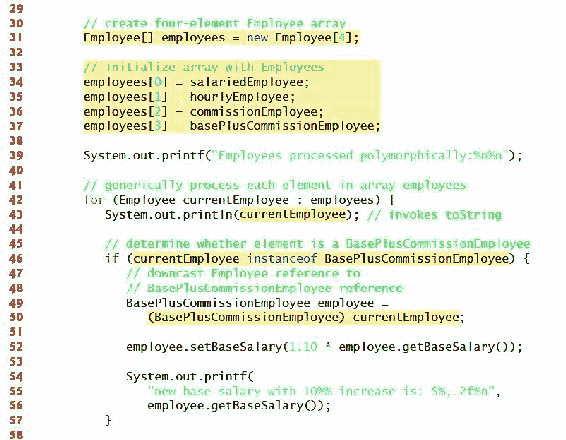 29
30 // create four-element Employee array
31 Employee[] employees = new Employee[4];
32
33 // initialize array with Employees
34 employees[0] = salariedEmployee;
35 employees[1] = hourlyEmployee;
36 employees[2] = commissionEmployee;
37 employees[3] = basePlusCommissionEmployee;
38
39 System.out.printf("Employees processed polymorphically:%n%n");
40
41 // generically process each element in array employees
42 for (Employee currentEmployee : employees) {
43 System.out.println(currentEmployee); // invokes toString
44
45 // determine whether element is a BasePlusCommissionEmployee
46 if (currentEmployee instanceof BasePlusCommissionEmployee) {
47 // downcast Employee reference to
48 // BasePlusCommissionEmployee reference
49 BasePlusCommissionEmployee employee =
50 (BasePlusCommissionEmployee) currentEmployee;
51
52 employee.setBaseSalary(1.10 * employee.getBaseSalary());
53
54 System.out.printf(
55 "new base salary with 10%% increase is: $%,.2f%n",
56 employee.getBaseSalary());
57 }
58